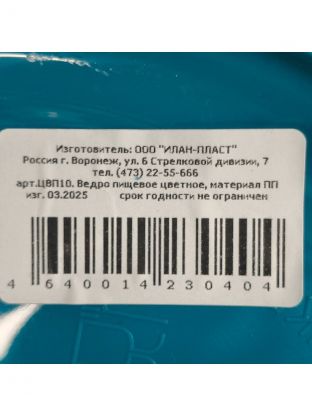 Изготовитель: ООО "ИЛАН-ПЛАСТ"
Россия г. Воронеж, ул. 6 Стрелковой дивизии, 7
тел. (473) 22-55-666
арт.ЦВП10. Ведро пищевое цветное, материал ПП
изг. 03.2025 срок годности не ограничен
4 640014 230404